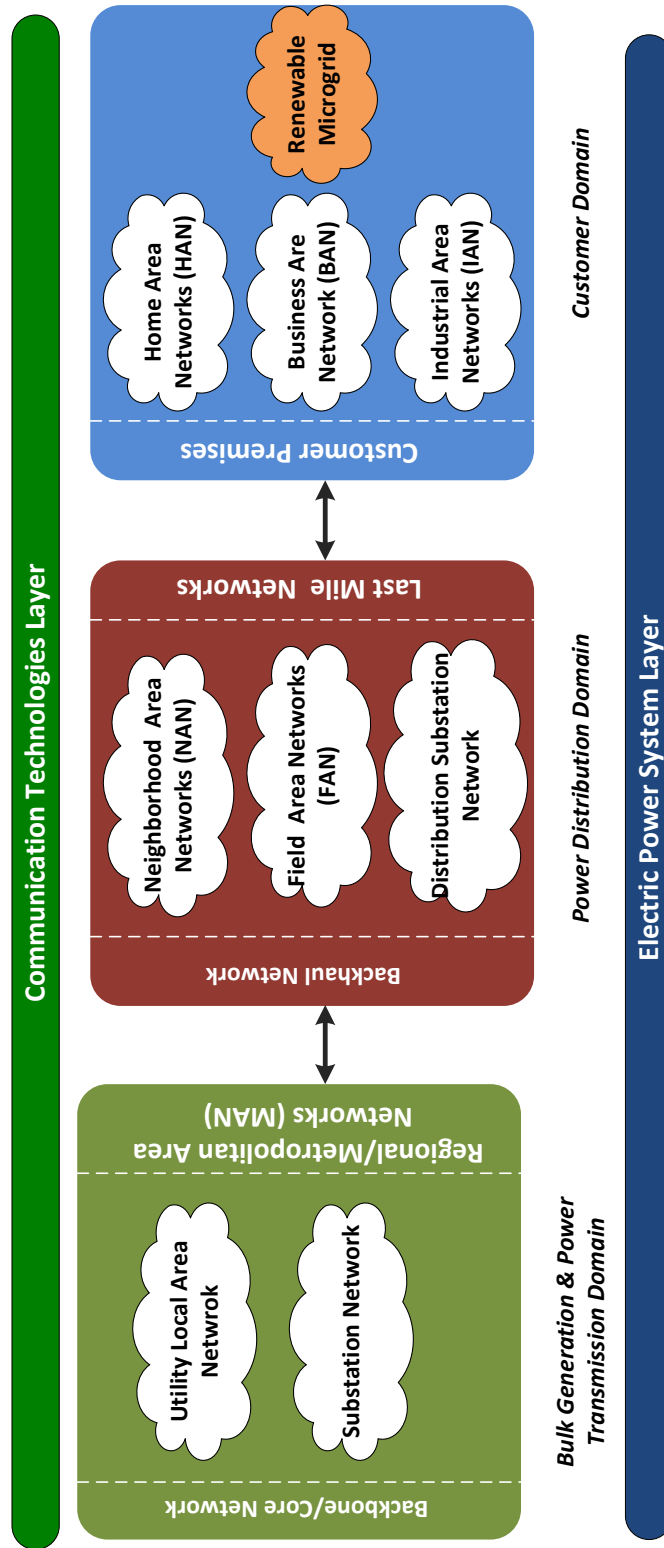 Communication Technologies Layer
Backbone/Core Network
Utility Local Area
Netwrok
Substation Network
Regional/Metropolitan Area
Networks (MAN)
Backhaul Network
Neighborhood Area
Networks (NAN)
Field Area Networks
(FAN)
Distribution Substation
Network
Last Mile Networks
Customer Premises
Home Area
Networks (HAN)
Business Are
Network (BAN)
Industrial Area
Networks (IAN)
Renewable
Microgrid
Bulk Generation & Power
Transmission Domain
Power Distribution Domain
Customer Domain
Electric Power System Layer